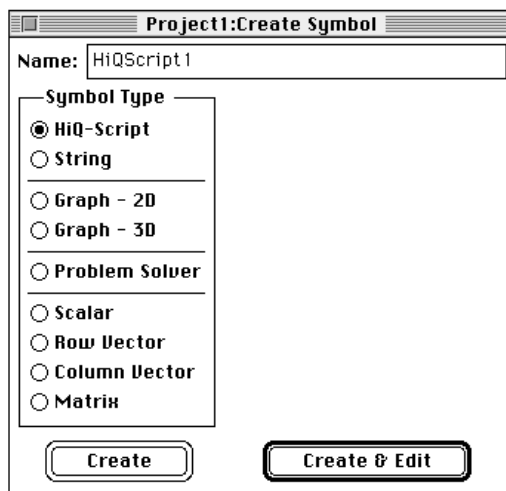 Project1:Create Symbol
Name: HiQScript1
Symbol Type
HiQ-Script
String
Graph - 2D
Graph - 3D
Problem Solver
Scalar
Row Vector
Column Vector
Matrix
Create
Create & Edit